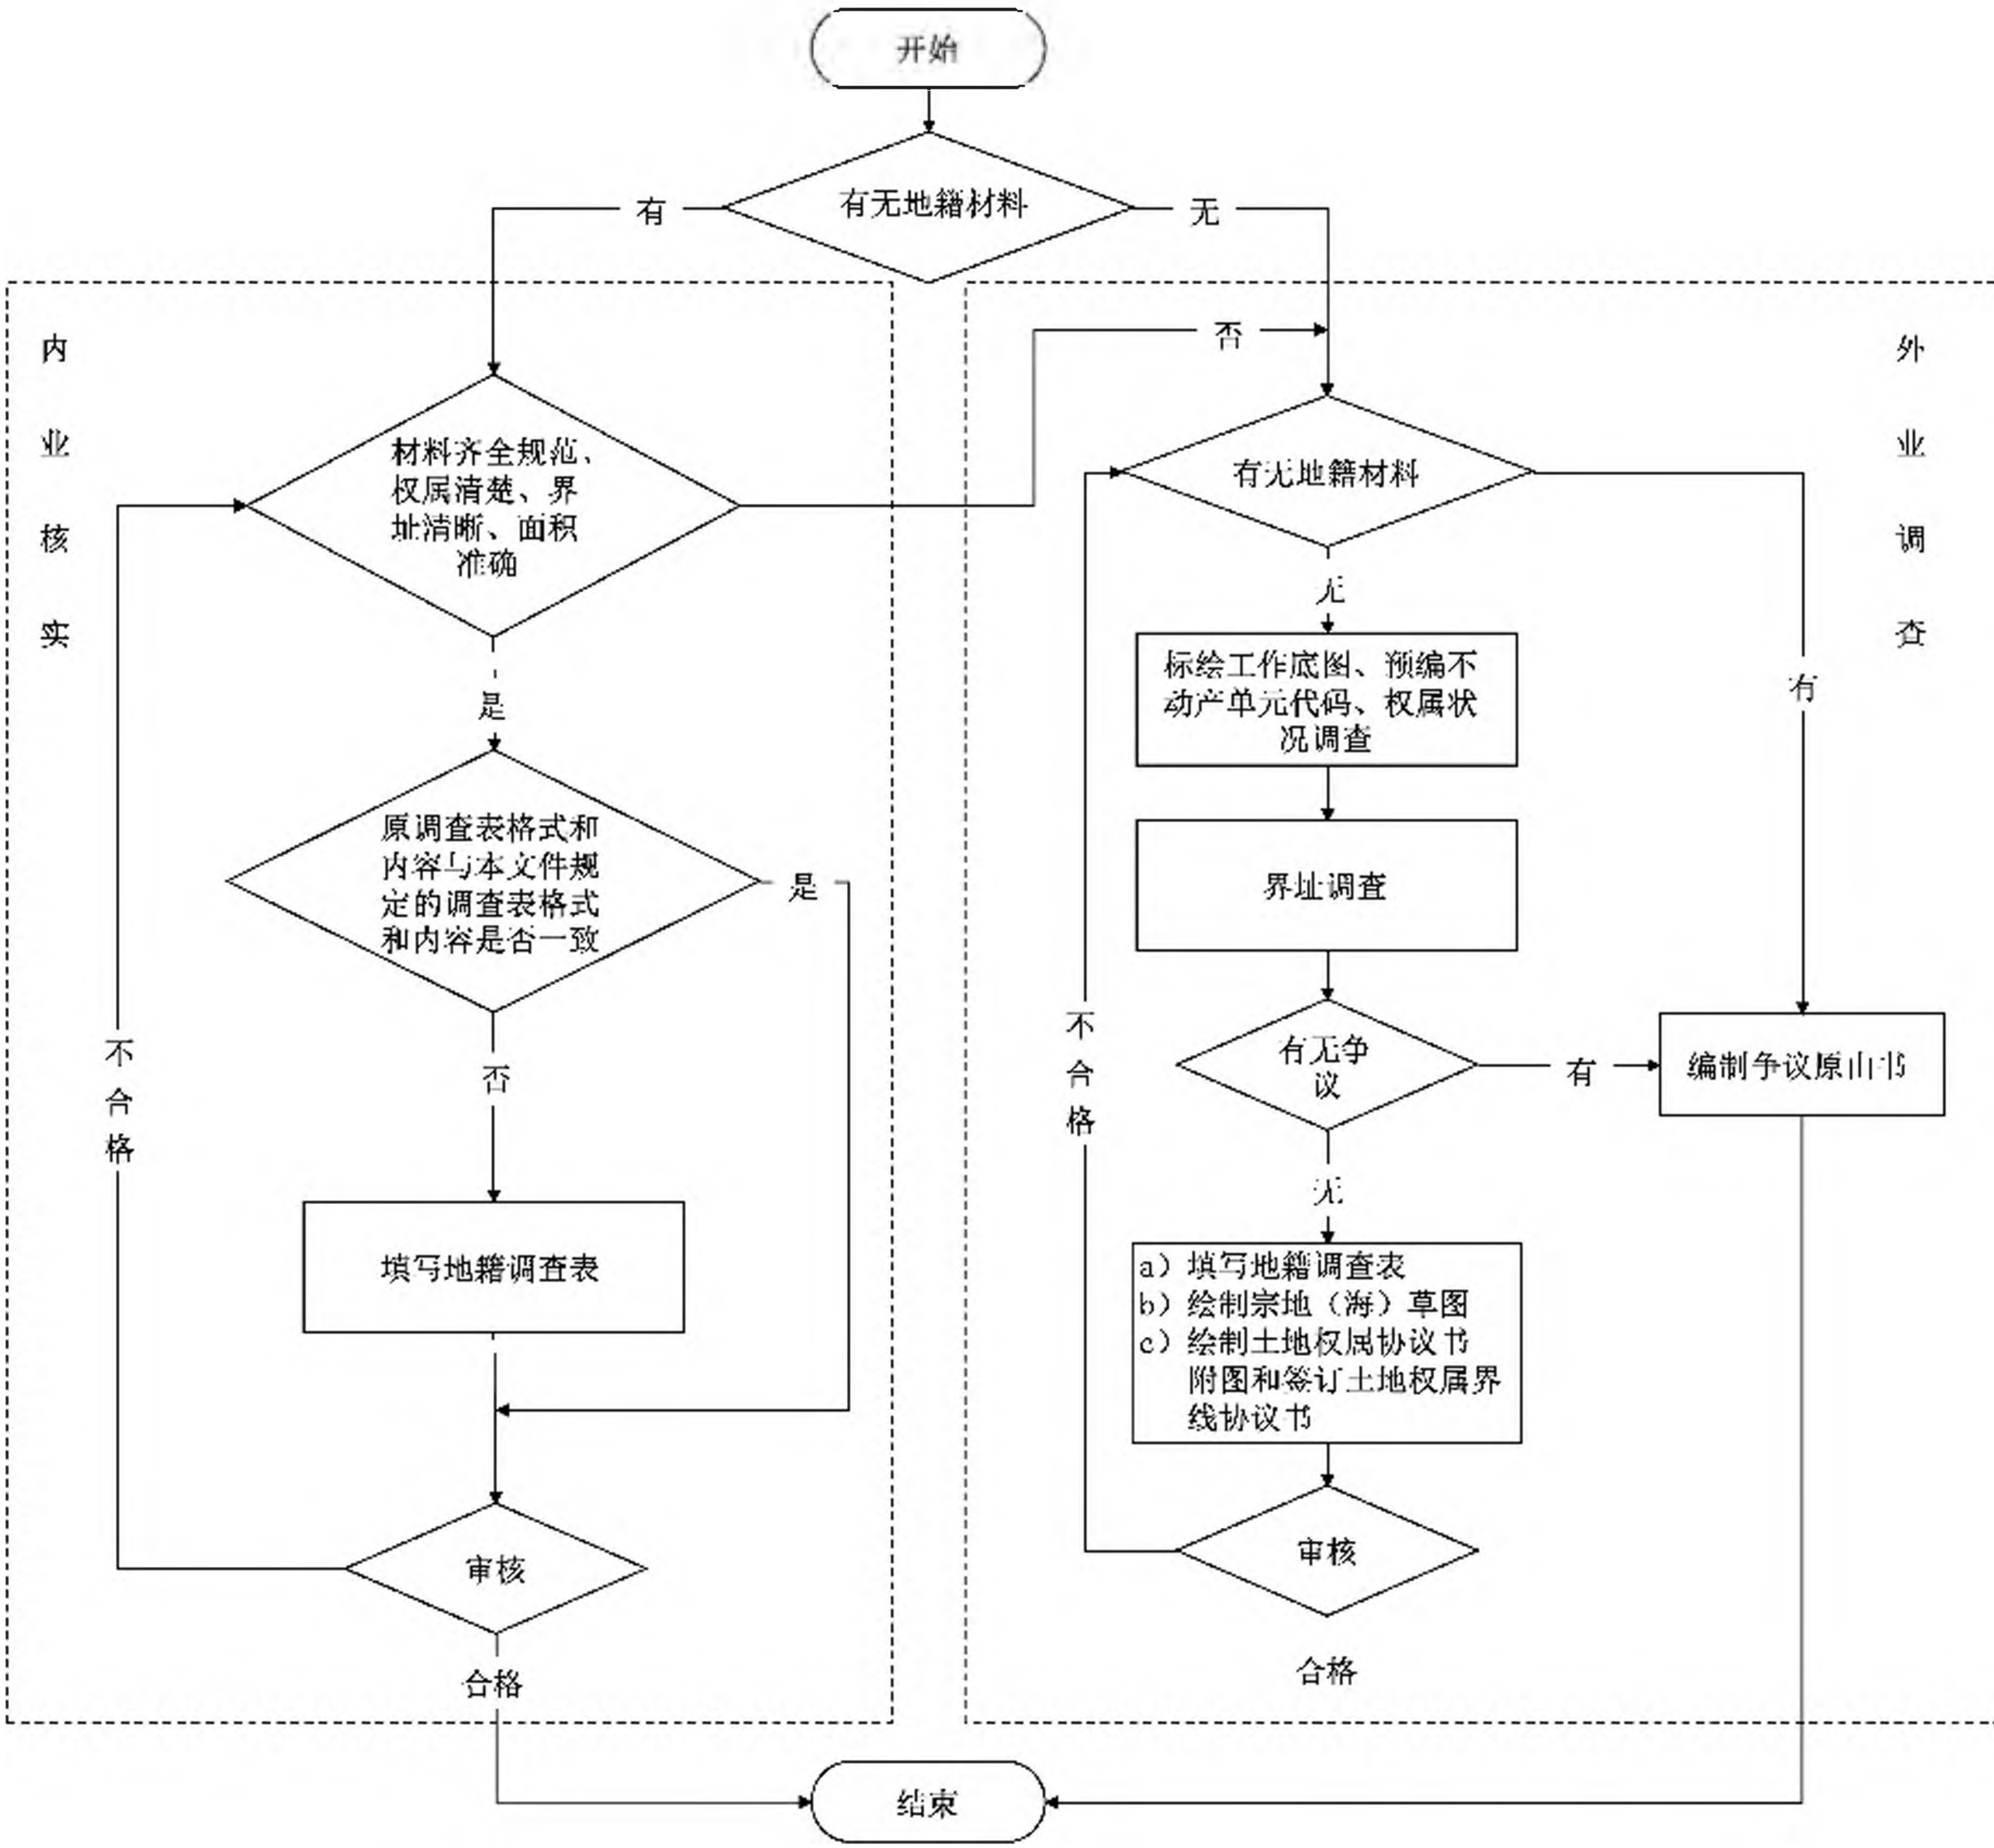 开始
有无地籍材料
有
无
内业核实
外业调查
否
材料齐全规范、
权属清楚、界
址清晰、面积
准确
是
原调查表格式和
内容与本文件规
定的调查表格式
和内容是否一致
是
否
不合格
填写地籍调查表
审核
合格
有无地籍材料
无
有
标绘工作底图、预编不
动产单元代码、权属状
况调查
界址调查
有无争
议
有
编制争议原由书
无
不合格
a）填写地籍调查表
b）绘制宗地（海）草图
c）绘制土地权属协议书
附图和签订土地权属界
线协议书
审核
合格
结束